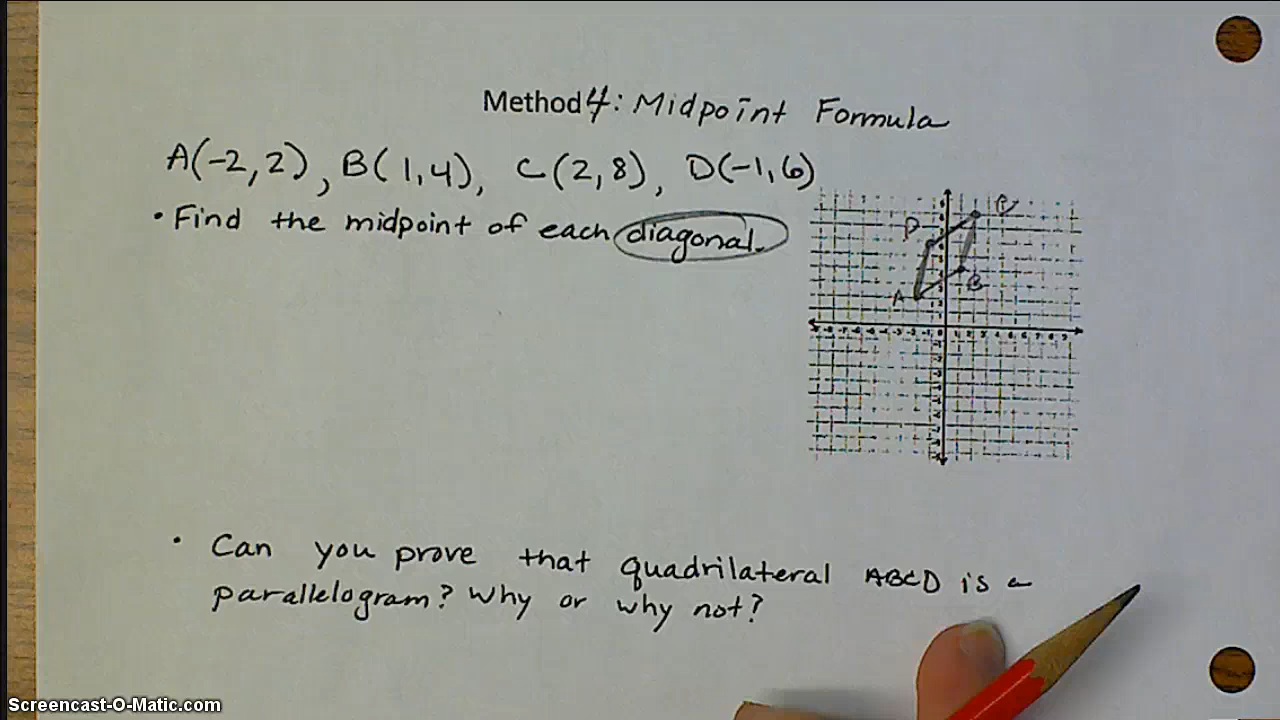 Method 4: Midpoint Formula
A(-2,2), B(1,4), C(2,8), D(-1,6)
• Find the midpoint of each diagonal.
C
D
B
A
• Can you prove that quadrilateral ABCD is a
parallelogram? Why or why not?
Screencast-O-Matic.com